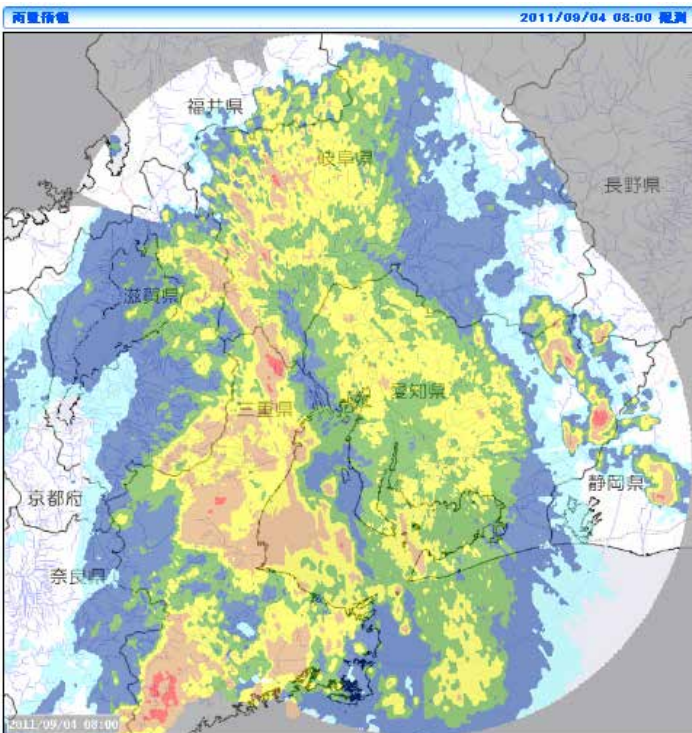 雨量情報
2011/09/04 08:00 観測
福井県
岐阜県
長野県
滋賀県
愛知県
三重県
静岡県
京都府
奈良県
2011/09/04 08:00